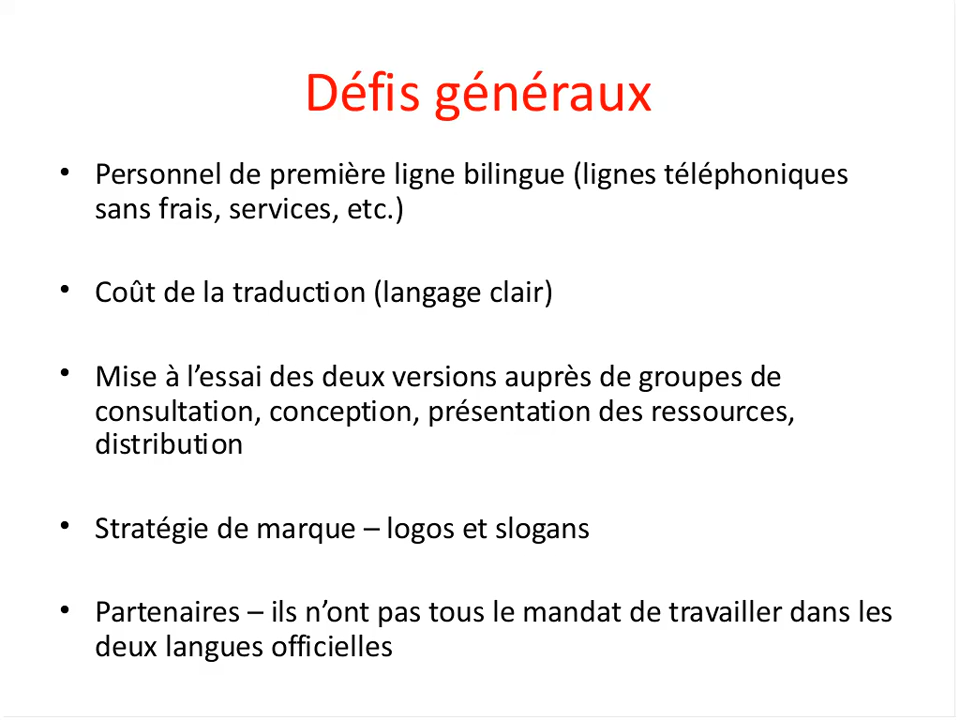 Défis généraux
• Personnel de première ligne bilingue (lignes téléphoniques
sans frais, services, etc.)
• Coût de la traduction (langage clair)
• Mise à l’essai des deux versions auprès de groupes de
consultation, conception, présentation des ressources,
distribution
• Stratégie de marque – logos et slogans
• Partenaires – ils n’ont pas tous le mandat de travailler dans les
deux langues officielles